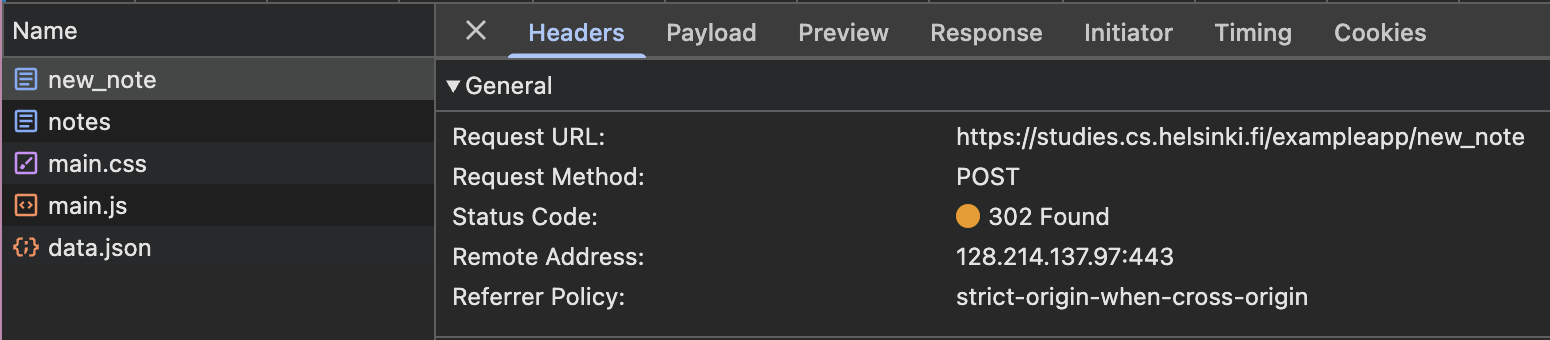 Name
new_note
notes
main.css
main.js
data.json
Headers Payload Preview Response Initiator Timing Cookies
General
Request URL: https://studies.cs.helsinki.fi/exampleapp/new_note
Request Method: POST
Status Code: 302 Found
Remote Address: 128.214.137.97:443
Referrer Policy: strict-origin-when-cross-origin